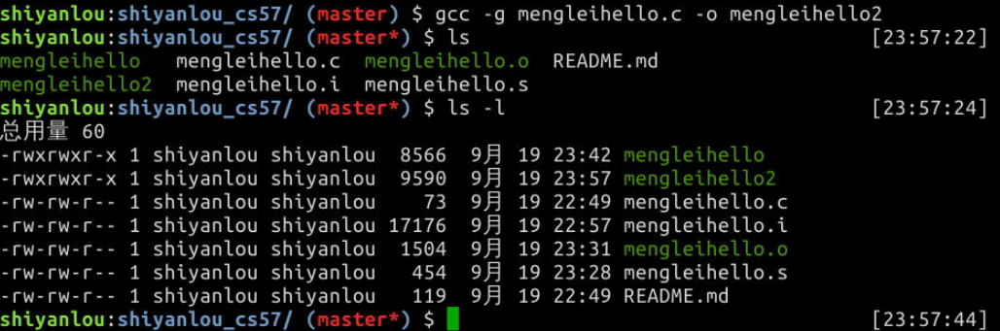 shiyanlou:shiyanlou_cs57/ (master) $ gcc -g mengleihello.c -o mengleihello2
shiyanlou:shiyanlou_cs57/ (master*) $ ls [23:57:22]
mengleihello mengleihello.c mengleihello.o README.md
mengleihello2 mengleihello.i mengleihello.s
shiyanlou:shiyanlou_cs57/ (master*) $ ls -l [23:57:24]
总用量 60
-rwxrwxr-x 1 shiyanlou shiyanlou 8566 9月 19 23:42 mengleihello
-rwxrwxr-x 1 shiyanlou shiyanlou 9590 9月 19 23:57 mengleihello2
-rw-rw-r-- 1 shiyanlou shiyanlou 73 9月 19 22:49 mengleihello.c
-rw-rw-r-- 1 shiyanlou shiyanlou 17176 9月 19 22:57 mengleihello.i
-rw-rw-r-- 1 shiyanlou shiyanlou 1504 9月 19 23:31 mengleihello.o
-rw-rw-r-- 1 shiyanlou shiyanlou 454 9月 19 23:28 mengleihello.s
-rw-rw-r-- 1 shiyanlou shiyanlou 119 9月 19 22:49 README.md
shiyanlou:shiyanlou_cs57/ (master*) $ [23:57:44]